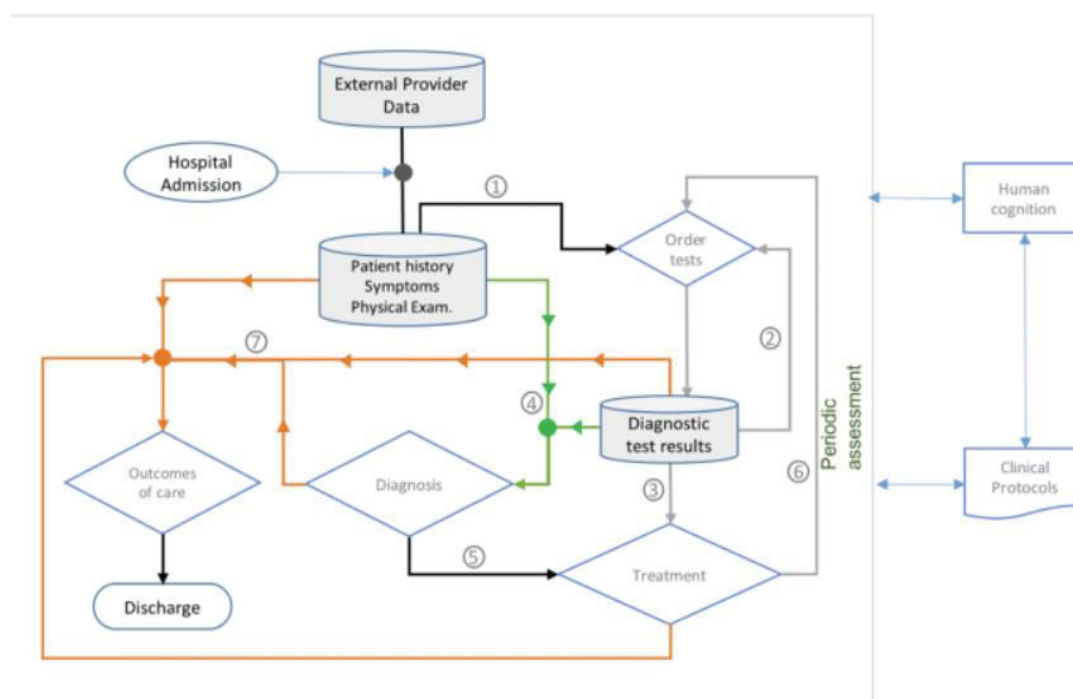 External Provider
Data
Hospital
Admission
①
Patient history
Symptoms
Physical Exam.
Order
tests
Human
cognition
⑦
②
④
Diagnostic
test results
Periodic
assessment
Outcomes
of care
Diagnosis
③
⑥
Clinical
Protocols
⑤
Treatment
Discharge